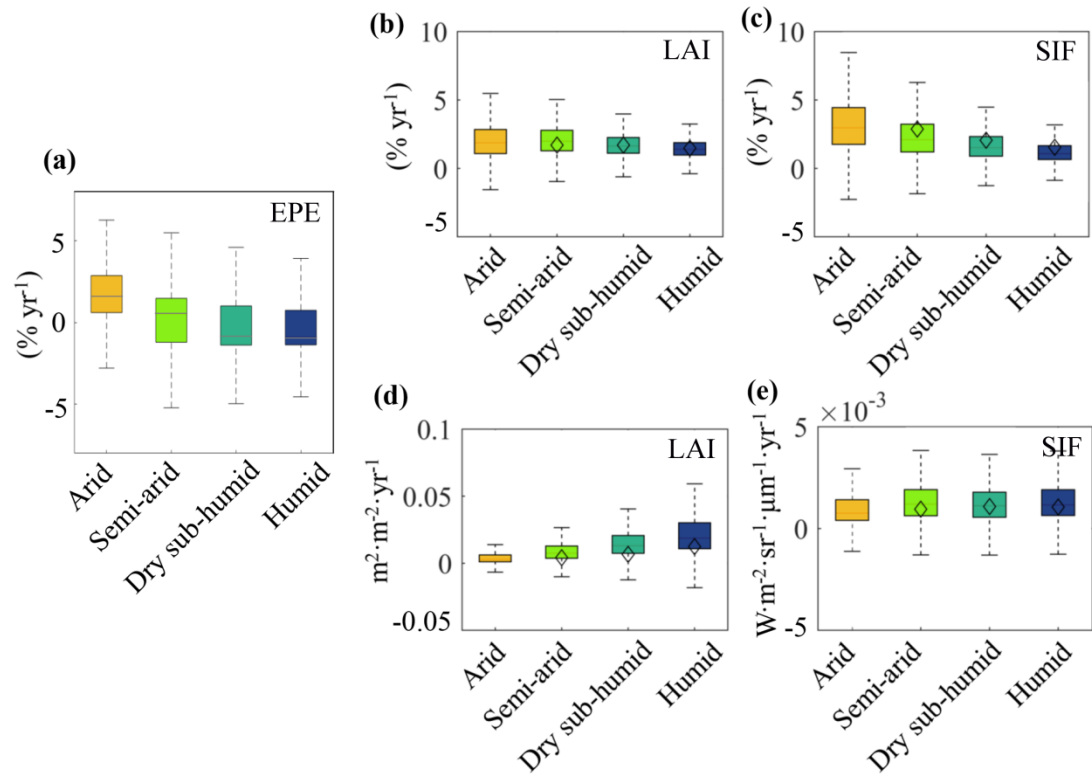 (a)
EPE
(% yr⁻¹)
5
0
-5
Arid
Semi-arid
Dry sub-humid
Humid
(b)
LAI
(% yr⁻¹)
10
5
0
-5
Arid
Semi-arid
Dry sub-humid
Humid
(c)
SIF
(% yr⁻¹)
10
5
0
-5
Arid
Semi-arid
Dry sub-humid
Humid
(d)
LAI
m²·m⁻²·yr⁻¹
0.1
0.05
0
-0.05
Arid
Semi-arid
Dry sub-humid
Humid
(e)
×10⁻³
SIF
W·m⁻²·sr⁻¹·μm⁻¹·yr⁻¹
5
0
-5
Arid
Semi-arid
Dry sub-humid
Humid